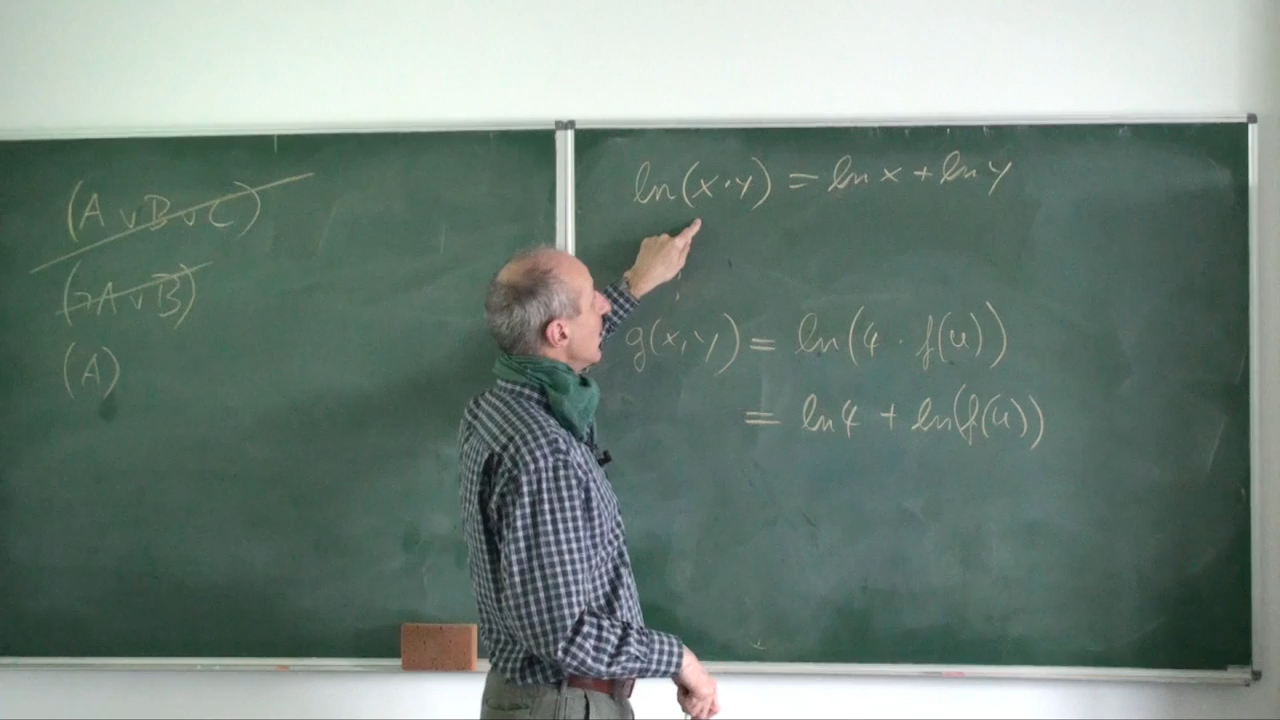 (A ∨ B ∨ C)
(¬A ∨ B)
(A)
ln(x·y) = ln x + ln y
g(x,y) = ln(4 · f(u))
= ln 4 + ln(f(u))